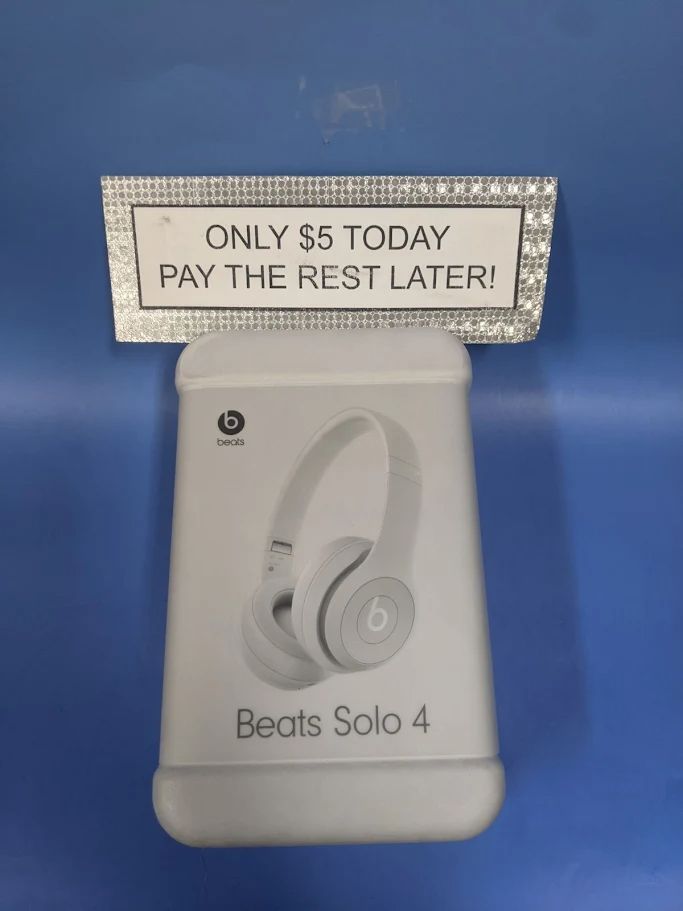 ONLY $5 TODAY
PAY THE REST LATER!
b
beats
b
Beats Solo 4